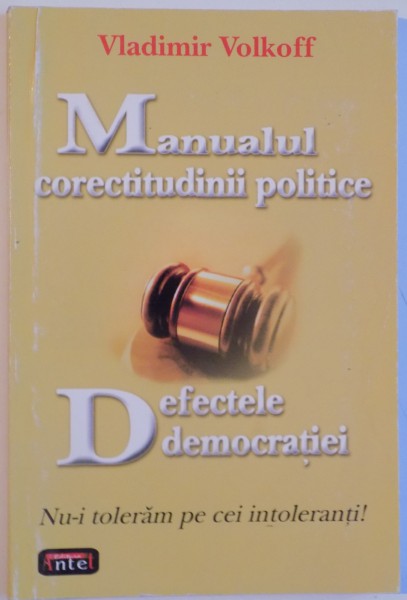 Vladimir Volkoff
Manualul
corectitudinii politice
Defectele
democrației
Nu-i tolerăm pe cei intoleranți!
Antet